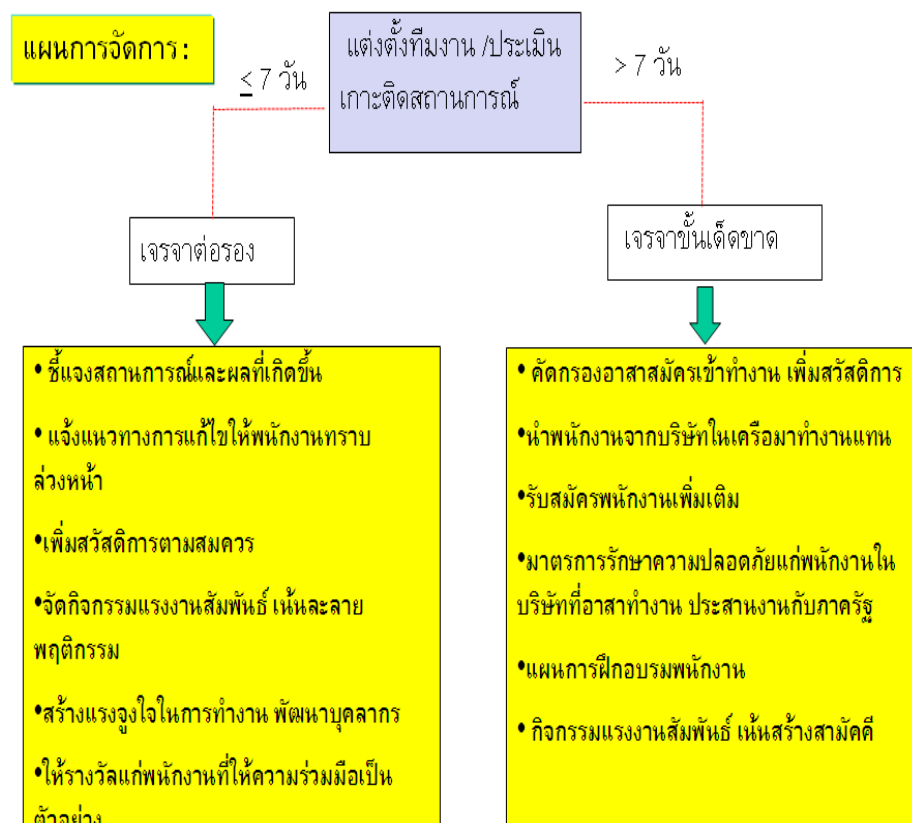 แผนการจัดการ :
แต่งตั้งทีมงาน /ประเมิน
เกาะติดสถานการณ์
≤ 7 วัน
> 7 วัน
เจรจาต่อรอง
เจรจาขั้นเด็ดขาด
• ชี้แจงสถานการณ์และผลที่เกิดขึ้น
• แจ้งแนวทางการแก้ไขให้พนักงานทราบ
ล่วงหน้า
•เพิ่มสวัสดิการตามสมควร
•จัดกิจกรรมแรงงานสัมพันธ์ เน้นละลาย
พฤติกรรม
•สร้างแรงจูงใจในการทำงาน พัฒนาบุคลากร
•ให้รางวัลแก่พนักงานที่ให้ความร่วมมือเป็น
ตัวอย่าง
• คัดกรองอาสาสมัครเข้าทำงาน เพิ่มสวัสดิการ
•นำพนักงานจากบริษัทในเครือมาทำงานแทน
•รับสมัครพนักงานเพิ่มเติม
•มาตรการรักษาความปลอดภัยแก่พนักงานใน
บริษัทที่อาสาทำงาน ประสานงานกับภาครัฐ
•แผนการฝึกอบรมพนักงาน
• กิจกรรมแรงงานสัมพันธ์ เน้นสร้างสามัคคี